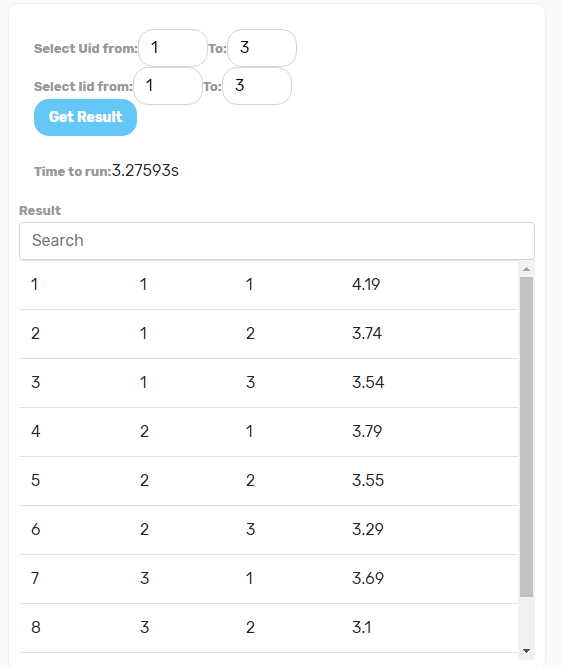 Select Uid from: 1 To: 3
Select Iid from: 1 To: 3
Get Result
Time to run:3.27593s
Result
Search
1 1 1 4.19
2 1 2 3.74
3 1 3 3.54
4 2 1 3.79
5 2 2 3.55
6 2 3 3.29
7 3 1 3.69
8 3 2 3.1